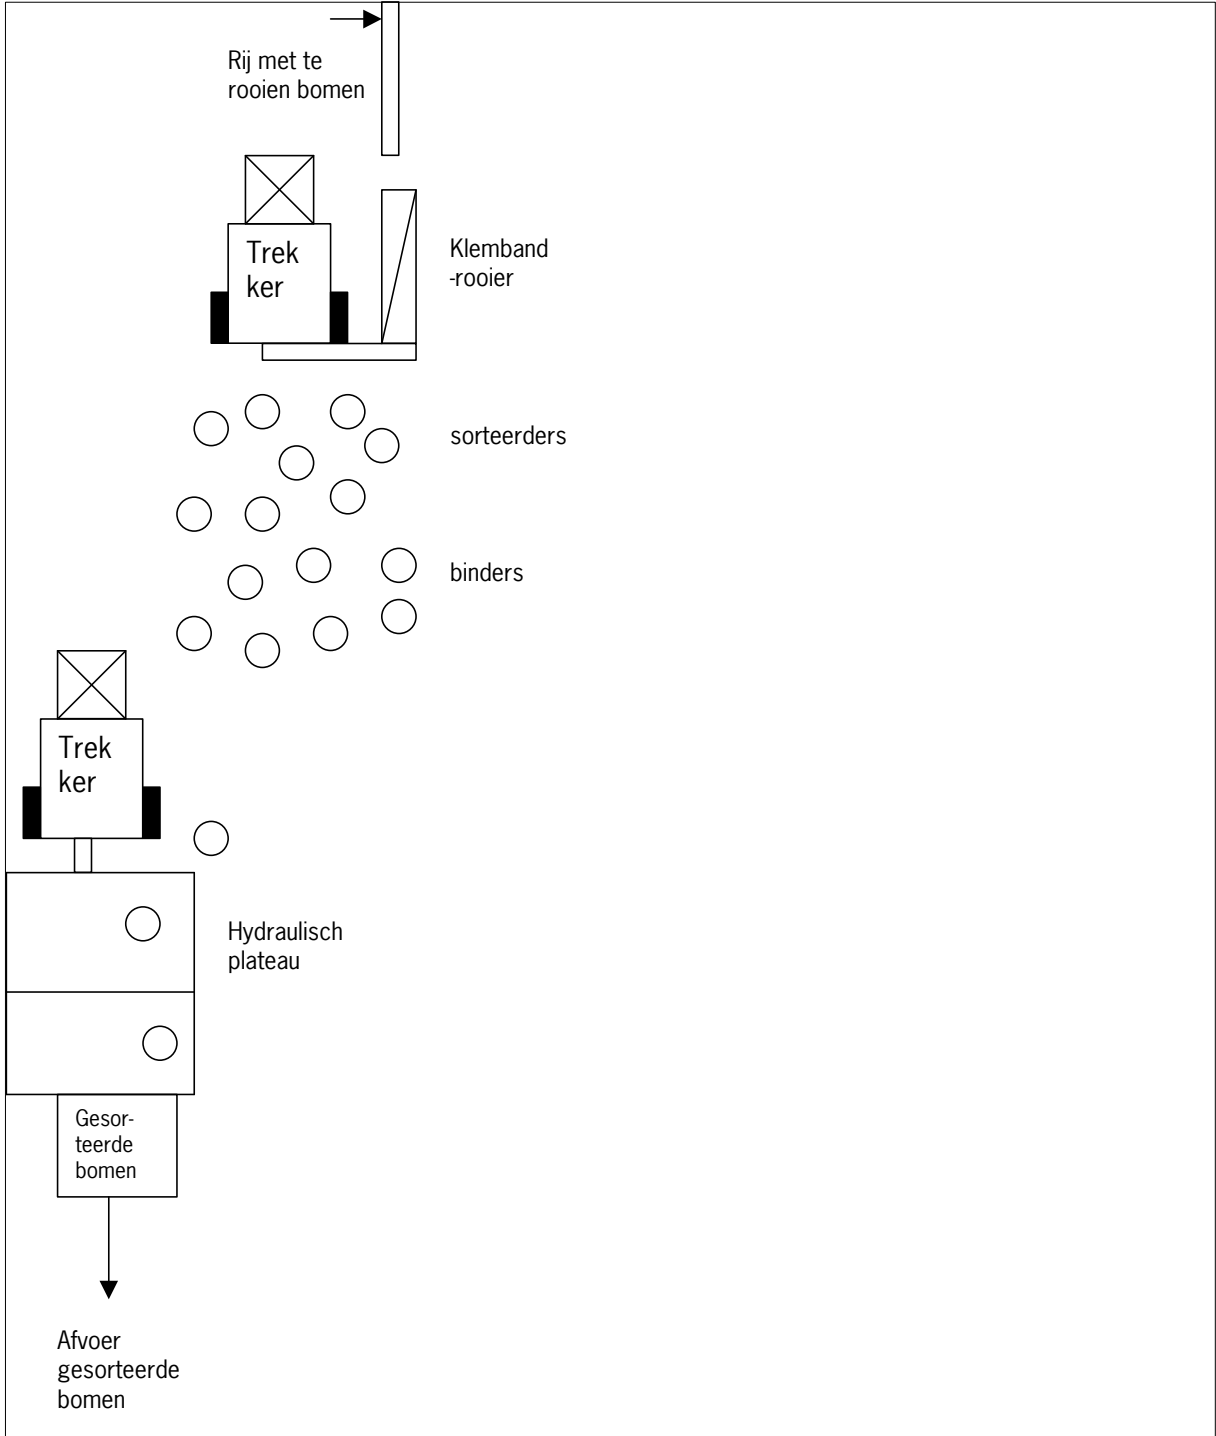 Rij met te
rooien bomen
Trek
ker
Klemband
-rooier
sorteerders
binders
Trek
ker
Hydraulisch
plateau
Gesor-
teerde
bomen
Afvoer
gesorteerde
bomen